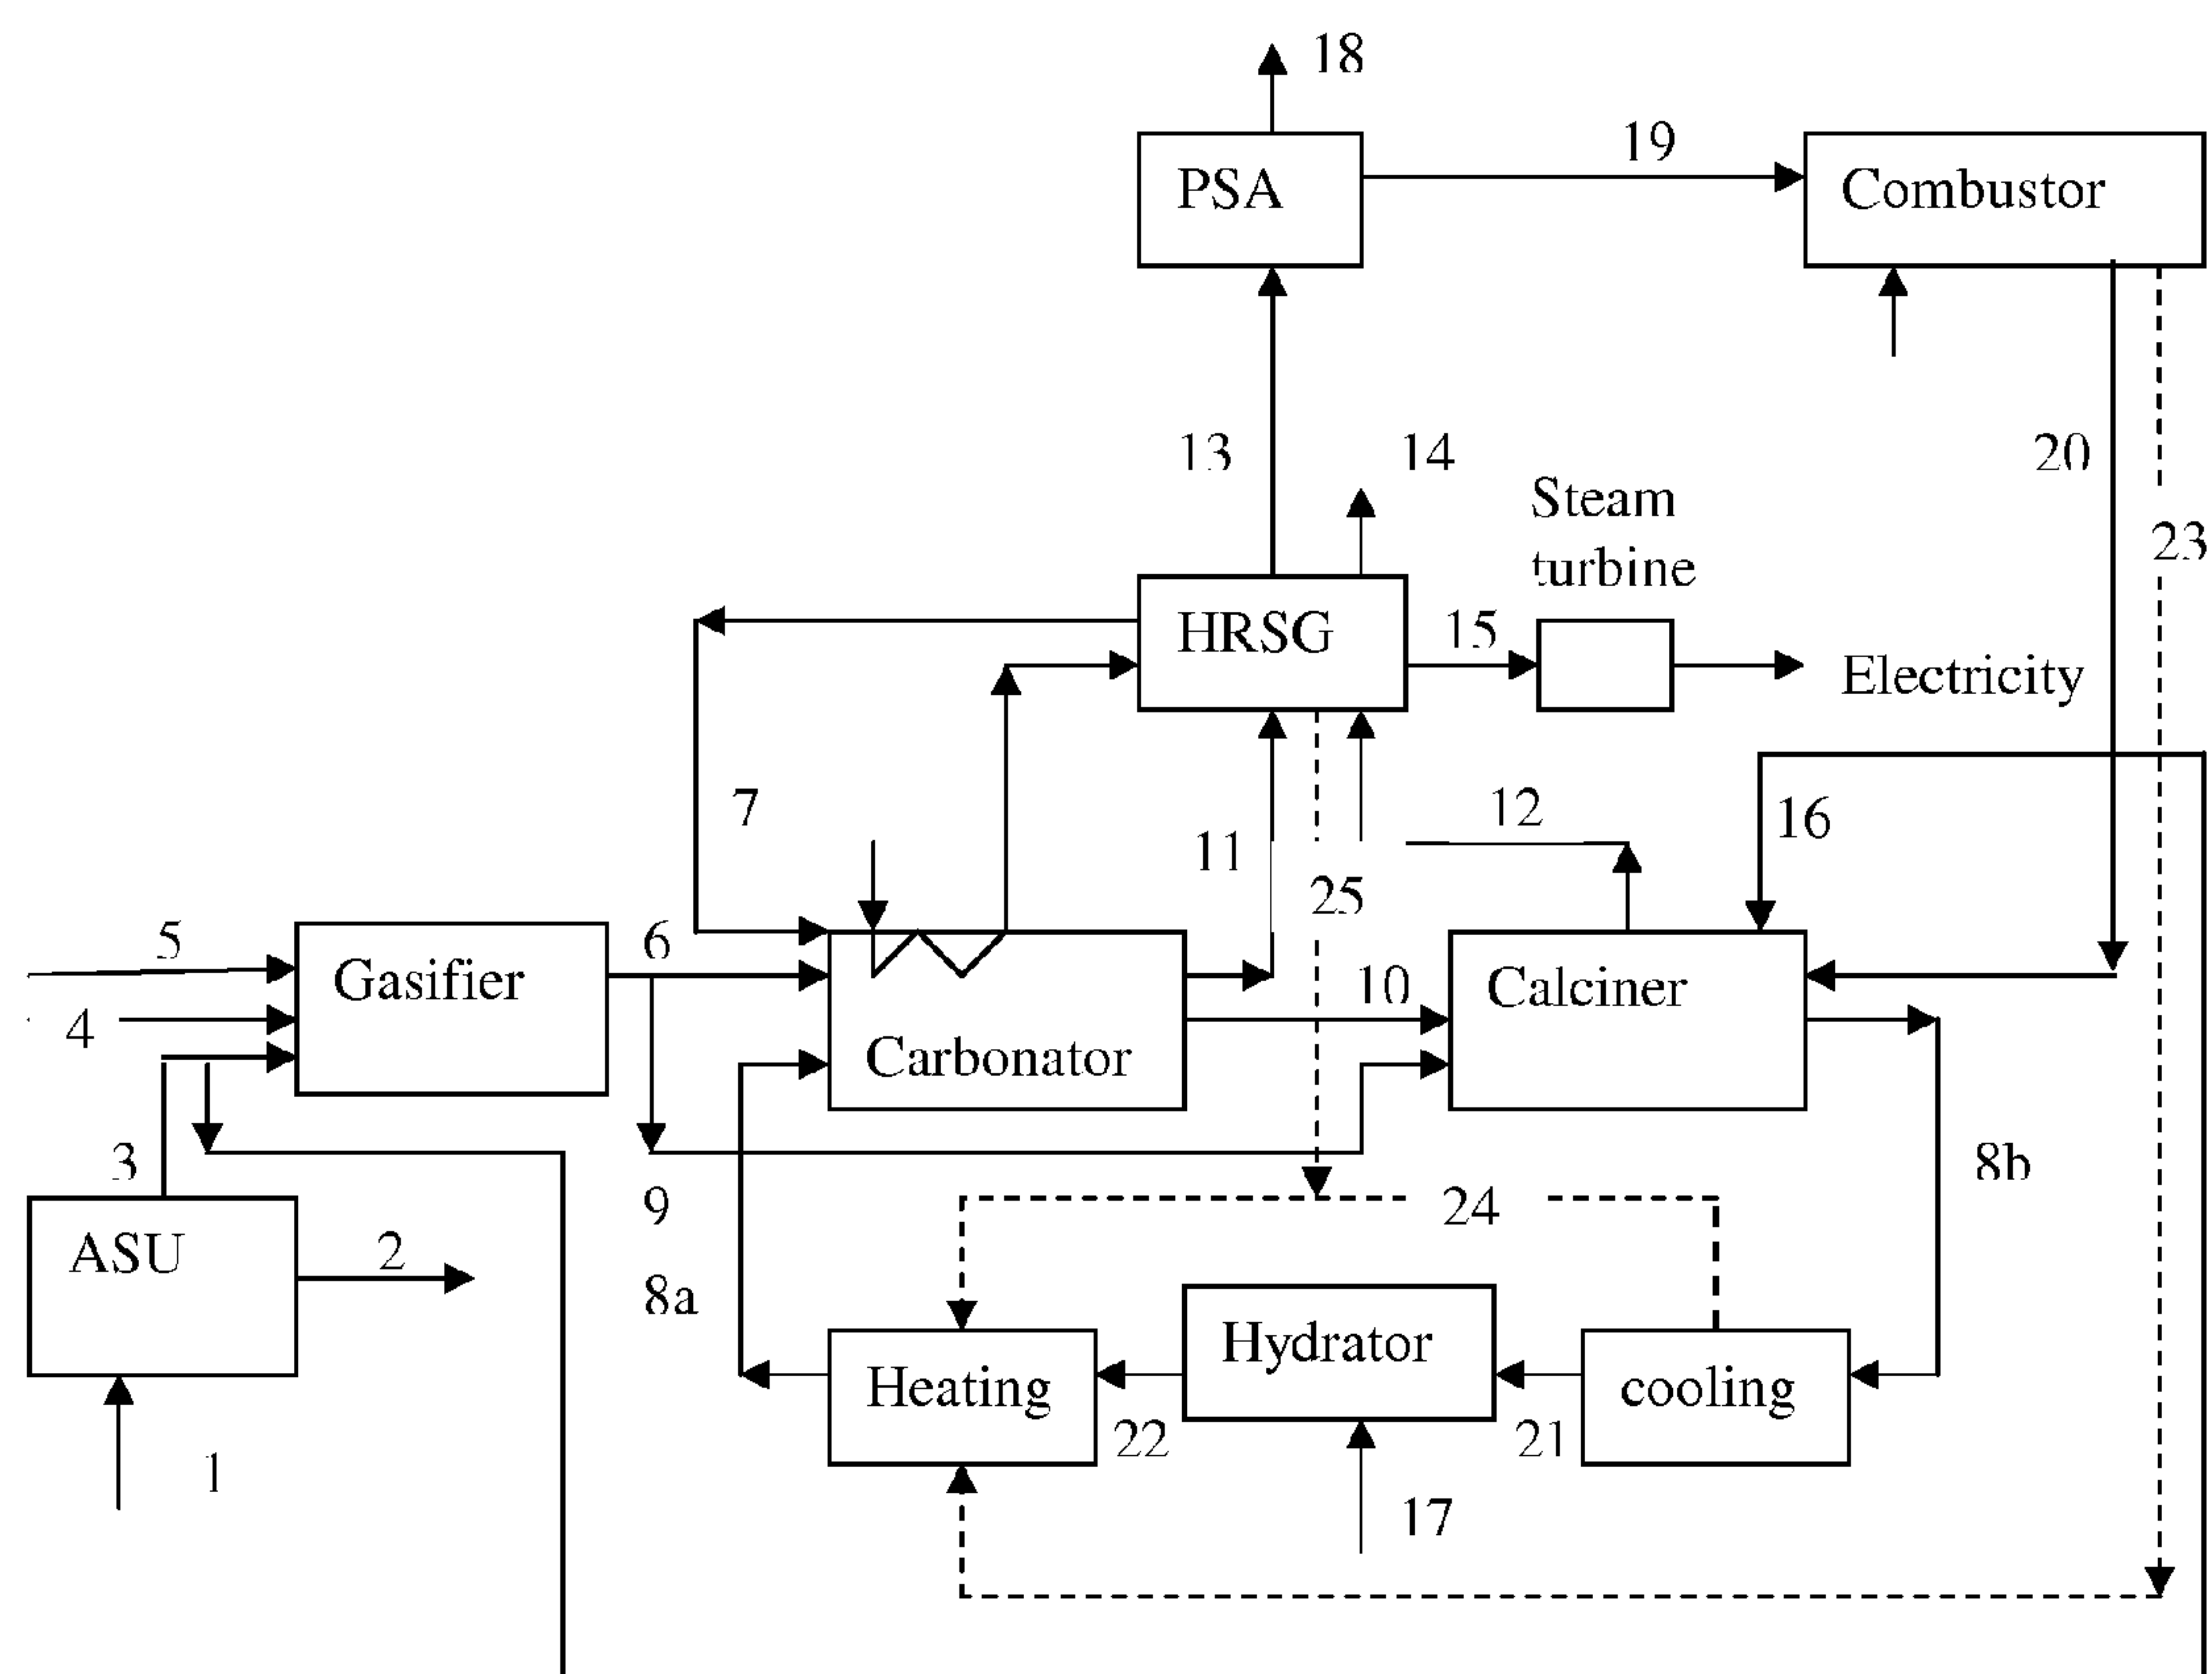 18
19
PSA
Combustor
13
14
20
Steam
turbine
23
HRSG
15
Electricity
7
12
16
11
25
5
6
Gasifier
10
Calciner
4
Carbonator
3
8b
9
24
ASU
2
8a
Hydrator
Heating
cooling
22
21
1
17